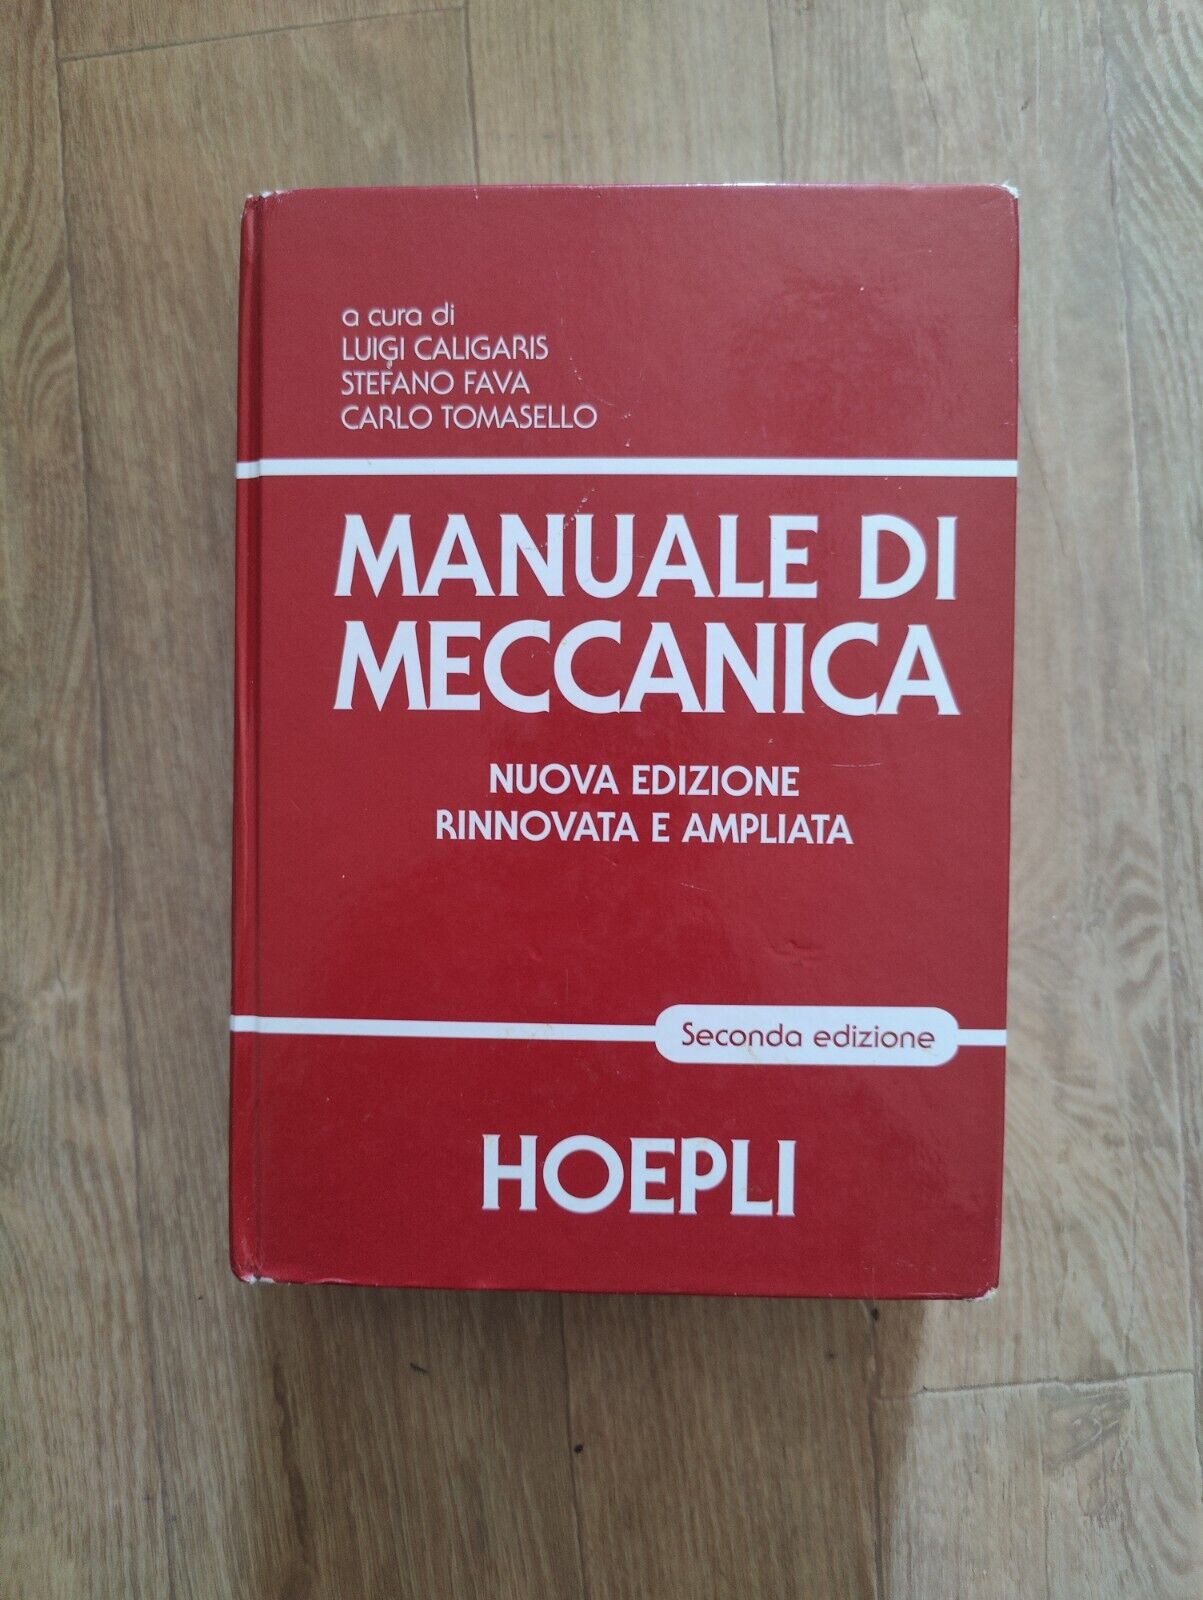 a cura di
LUIGI CALIGARIS
STEFANO FAVA
CARLO TOMASELLO
MANUALE DI
MECCANICA
NUOVA EDIZIONE
RINNOVATA E AMPLIATA
Seconda edizione
HOEPLI